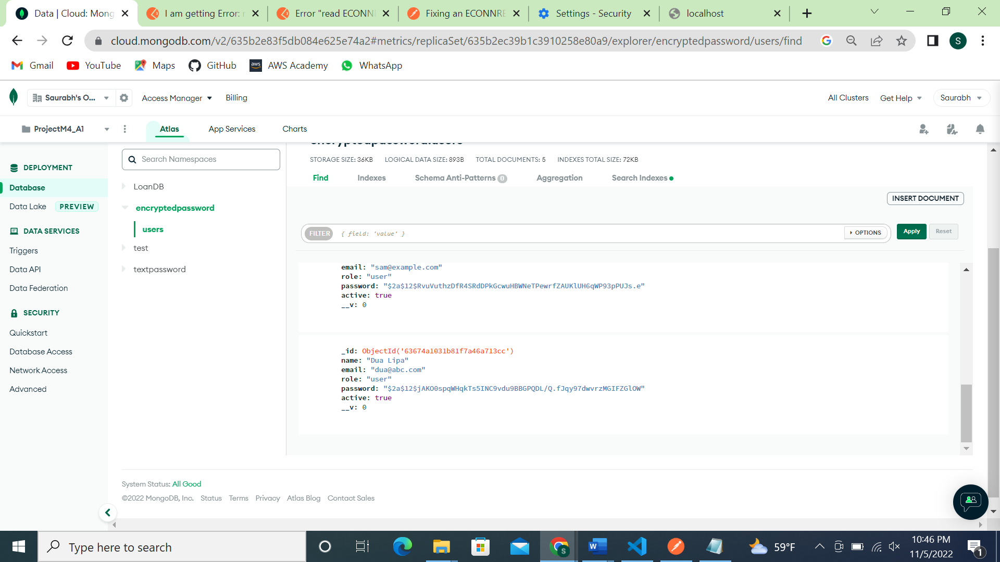 Data | Cloud: Mong
I am getting Error: r
Error "read ECONN
Fixing an ECONNRE
Settings - Security
localhost
cloud.mongodb.com/v2/635b2e83f5db084e625e74a2#metrics/replicaSet/635b2ec39b1c3910258e80a9/explorer/encryptedpassword/users/find
S
Gmail
YouTube
Maps
GitHub
aws
AWS Academy
WhatsApp
Saurabh's O...
Access Manager
Billing
All Clusters
Get Help
Saurabh
ProjectM4_A1
Atlas
App Services
Charts
encryptedpassword.users
Search Namespaces
STORAGE SIZE: 36KB
LOGICAL DATA SIZE: 893B
TOTAL DOCUMENTS: 5
INDEXES TOTAL SIZE: 72KB
DEPLOYMENT
Database
Data Lake
PREVIEW
DATA SERVICES
Triggers
Data API
Data Federation
SECURITY
Quickstart
Database Access
Network Access
Advanced
LoanDB
encryptedpassword
users
test
textpassword
Find
Indexes
Schema Anti-Patterns 0
Aggregation
Search Indexes
INSERT DOCUMENT
FILTER
{ field: 'value' }
OPTIONS
Apply
Reset
email: "sam@example.com"
role: "user"
password: "$2a$12$RvuVuthzDfR4SRdDPkGcwuHBWNeTPewrfZAUKlUH6qWP93pPUJs.e"
active: true
__v: 0
_id: ObjectId('63674a1031b81f7a46a713cc')
name: "Dua Lipa"
email: "dua@abc.com"
role: "user"
password: "$2a$12$jAKO0spqWHqkTs5INC9vdu9BBGPQDL/Q.fJqy97dwvrzMGIFZGlOW"
active: true
__v: 0
System Status: All Good
©2022 MongoDB, Inc.
Status
Terms
Privacy
Atlas Blog
Contact Sales
Type here to search
59°F
10:46 PM
11/5/2022
1